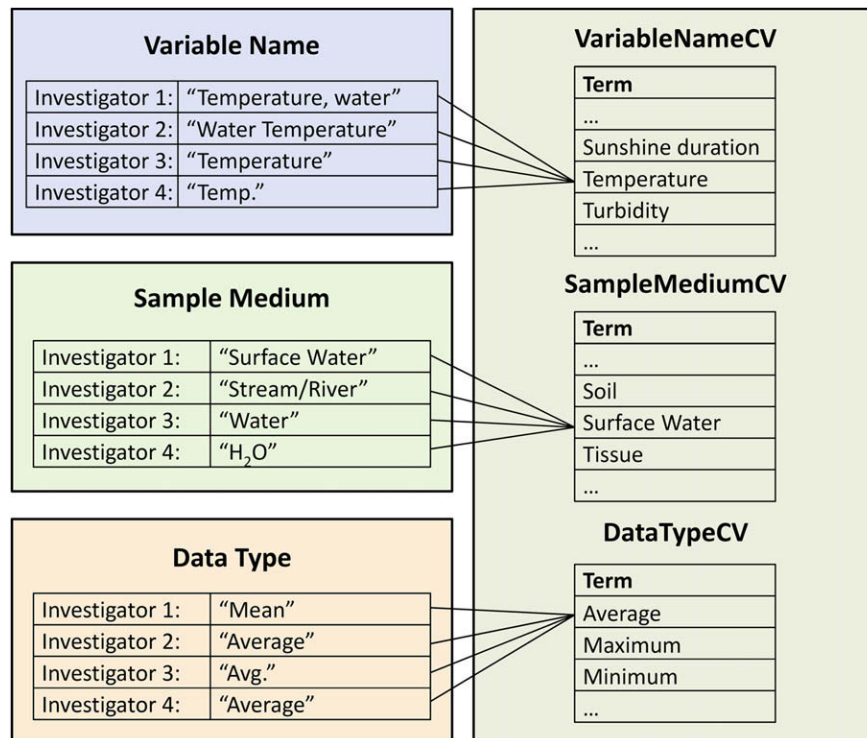 Variable Name
Investigator 1: “Temperature, water”
Investigator 2: “Water Temperature”
Investigator 3: “Temperature”
Investigator 4: “Temp.”
Sample Medium
Investigator 1: “Surface Water”
Investigator 2: “Stream/River”
Investigator 3: “Water”
Investigator 4: “H₂O”
Data Type
Investigator 1: “Mean”
Investigator 2: “Average”
Investigator 3: “Avg.”
Investigator 4: “Average”
VariableNameCV
Term
...
Sunshine duration
Temperature
Turbidity
...
SampleMediumCV
Term
...
Soil
Surface Water
Tissue
...
DataTypeCV
Term
Average
Maximum
Minimum
...